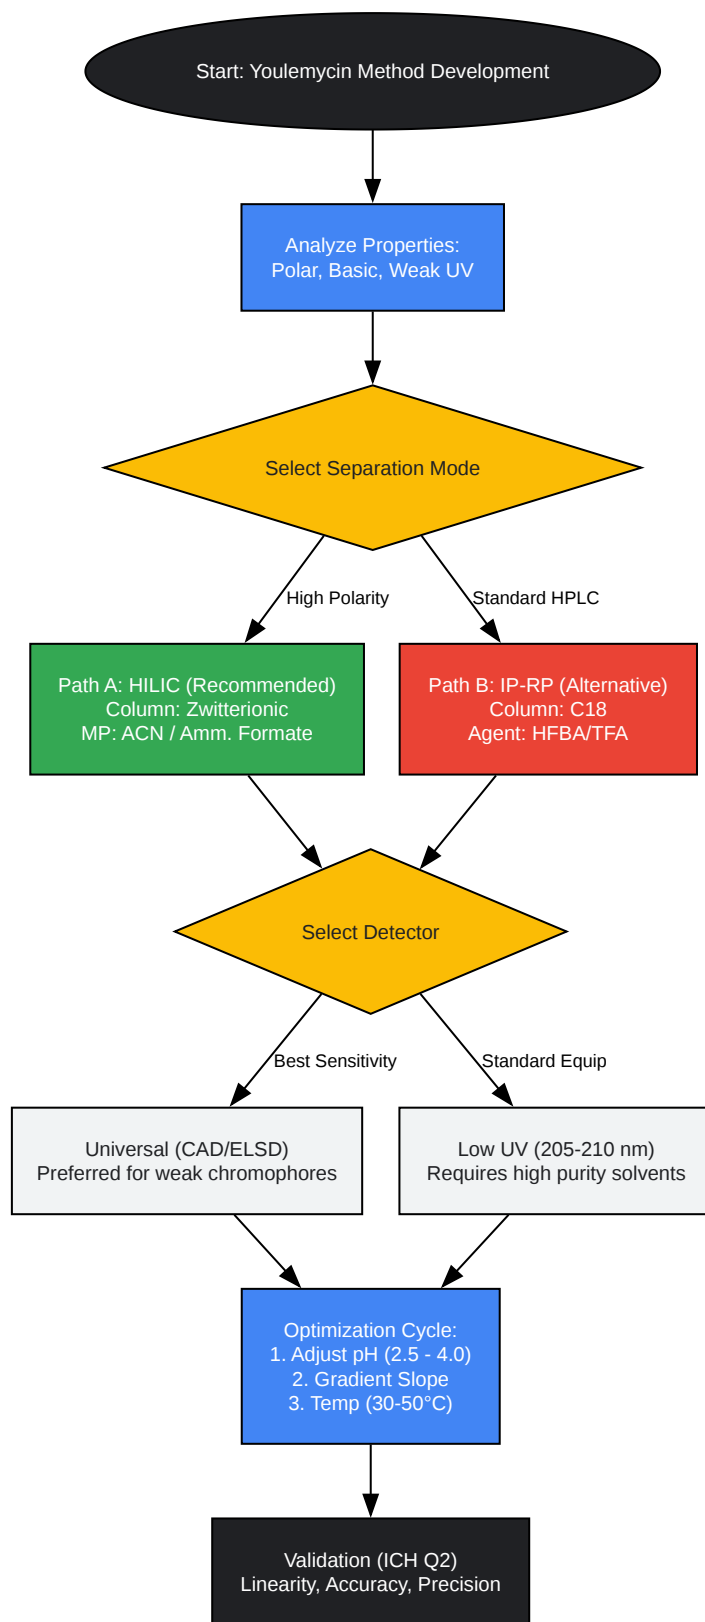 Start: Youlemycin Method Development
Analyze Properties:
Polar, Basic, Weak UV
Select Separation Mode
High Polarity
Standard HPLC
Path A: HILIC (Recommended)
Column: Zwitterionic
MP: ACN / Amm. Formate
Path B: IP-RP (Alternative)
Column: C18
Agent: HFBA/TFA
Select Detector
Best Sensitivity
Standard Equip
Universal (CAD/ELSD)
Preferred for weak chromophores
Low UV (205-210 nm)
Requires high purity solvents
Optimization Cycle:
1. Adjust pH (2.5 - 4.0)
2. Gradient Slope
3. Temp (30-50°C)
Validation (ICH Q2)
Linearity, Accuracy, Precision